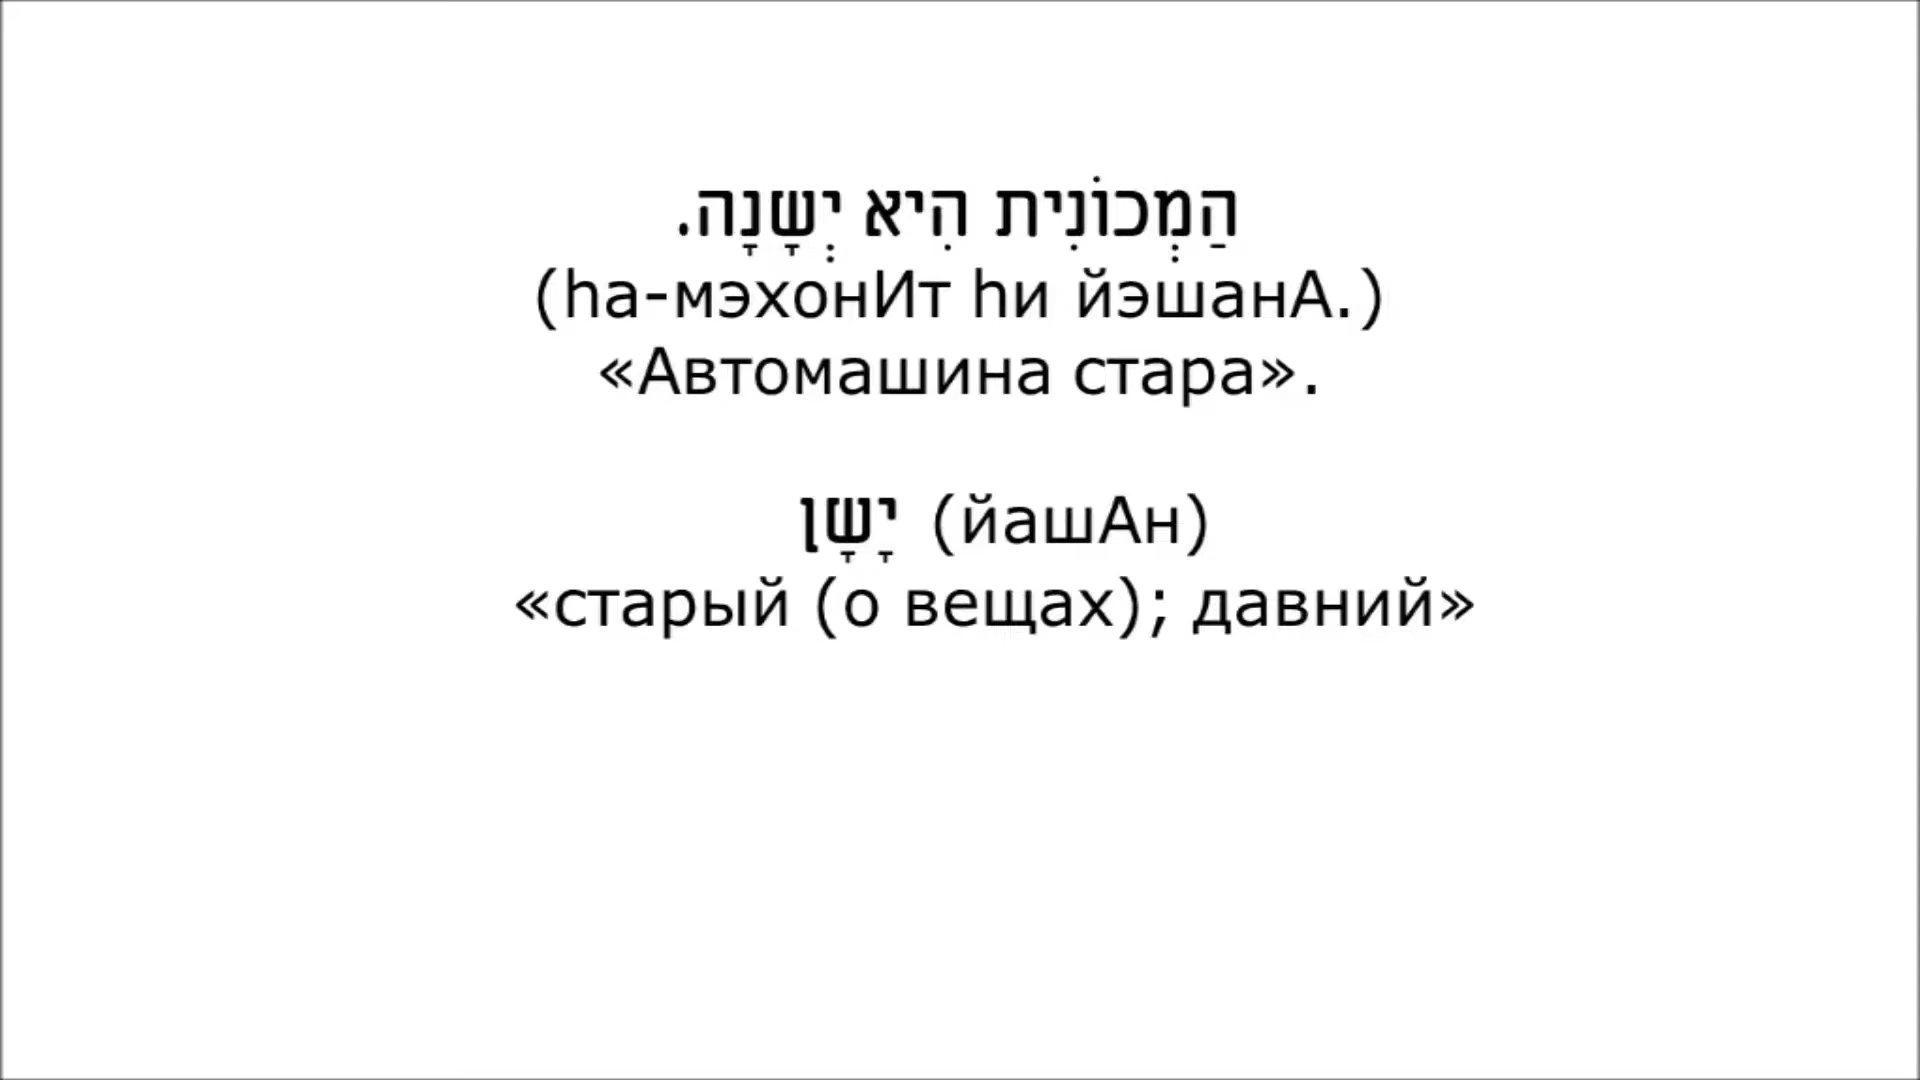 הַמְכוֹנִית הִיא יְשָׁנָה.
(hа-мэхонИт hи йэшанА.)
«Автомашина стара».
יָשָׁן (йашАн)
«старый (о вещах); давний»